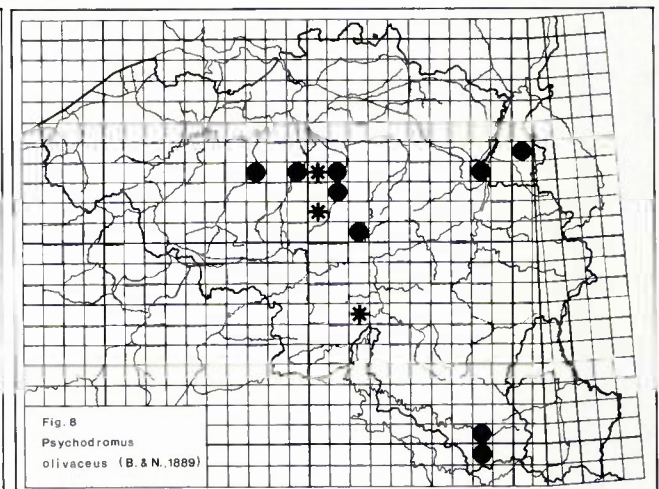 Fig. 8
Psychodromus
olivaceus (B. & N., 1889)